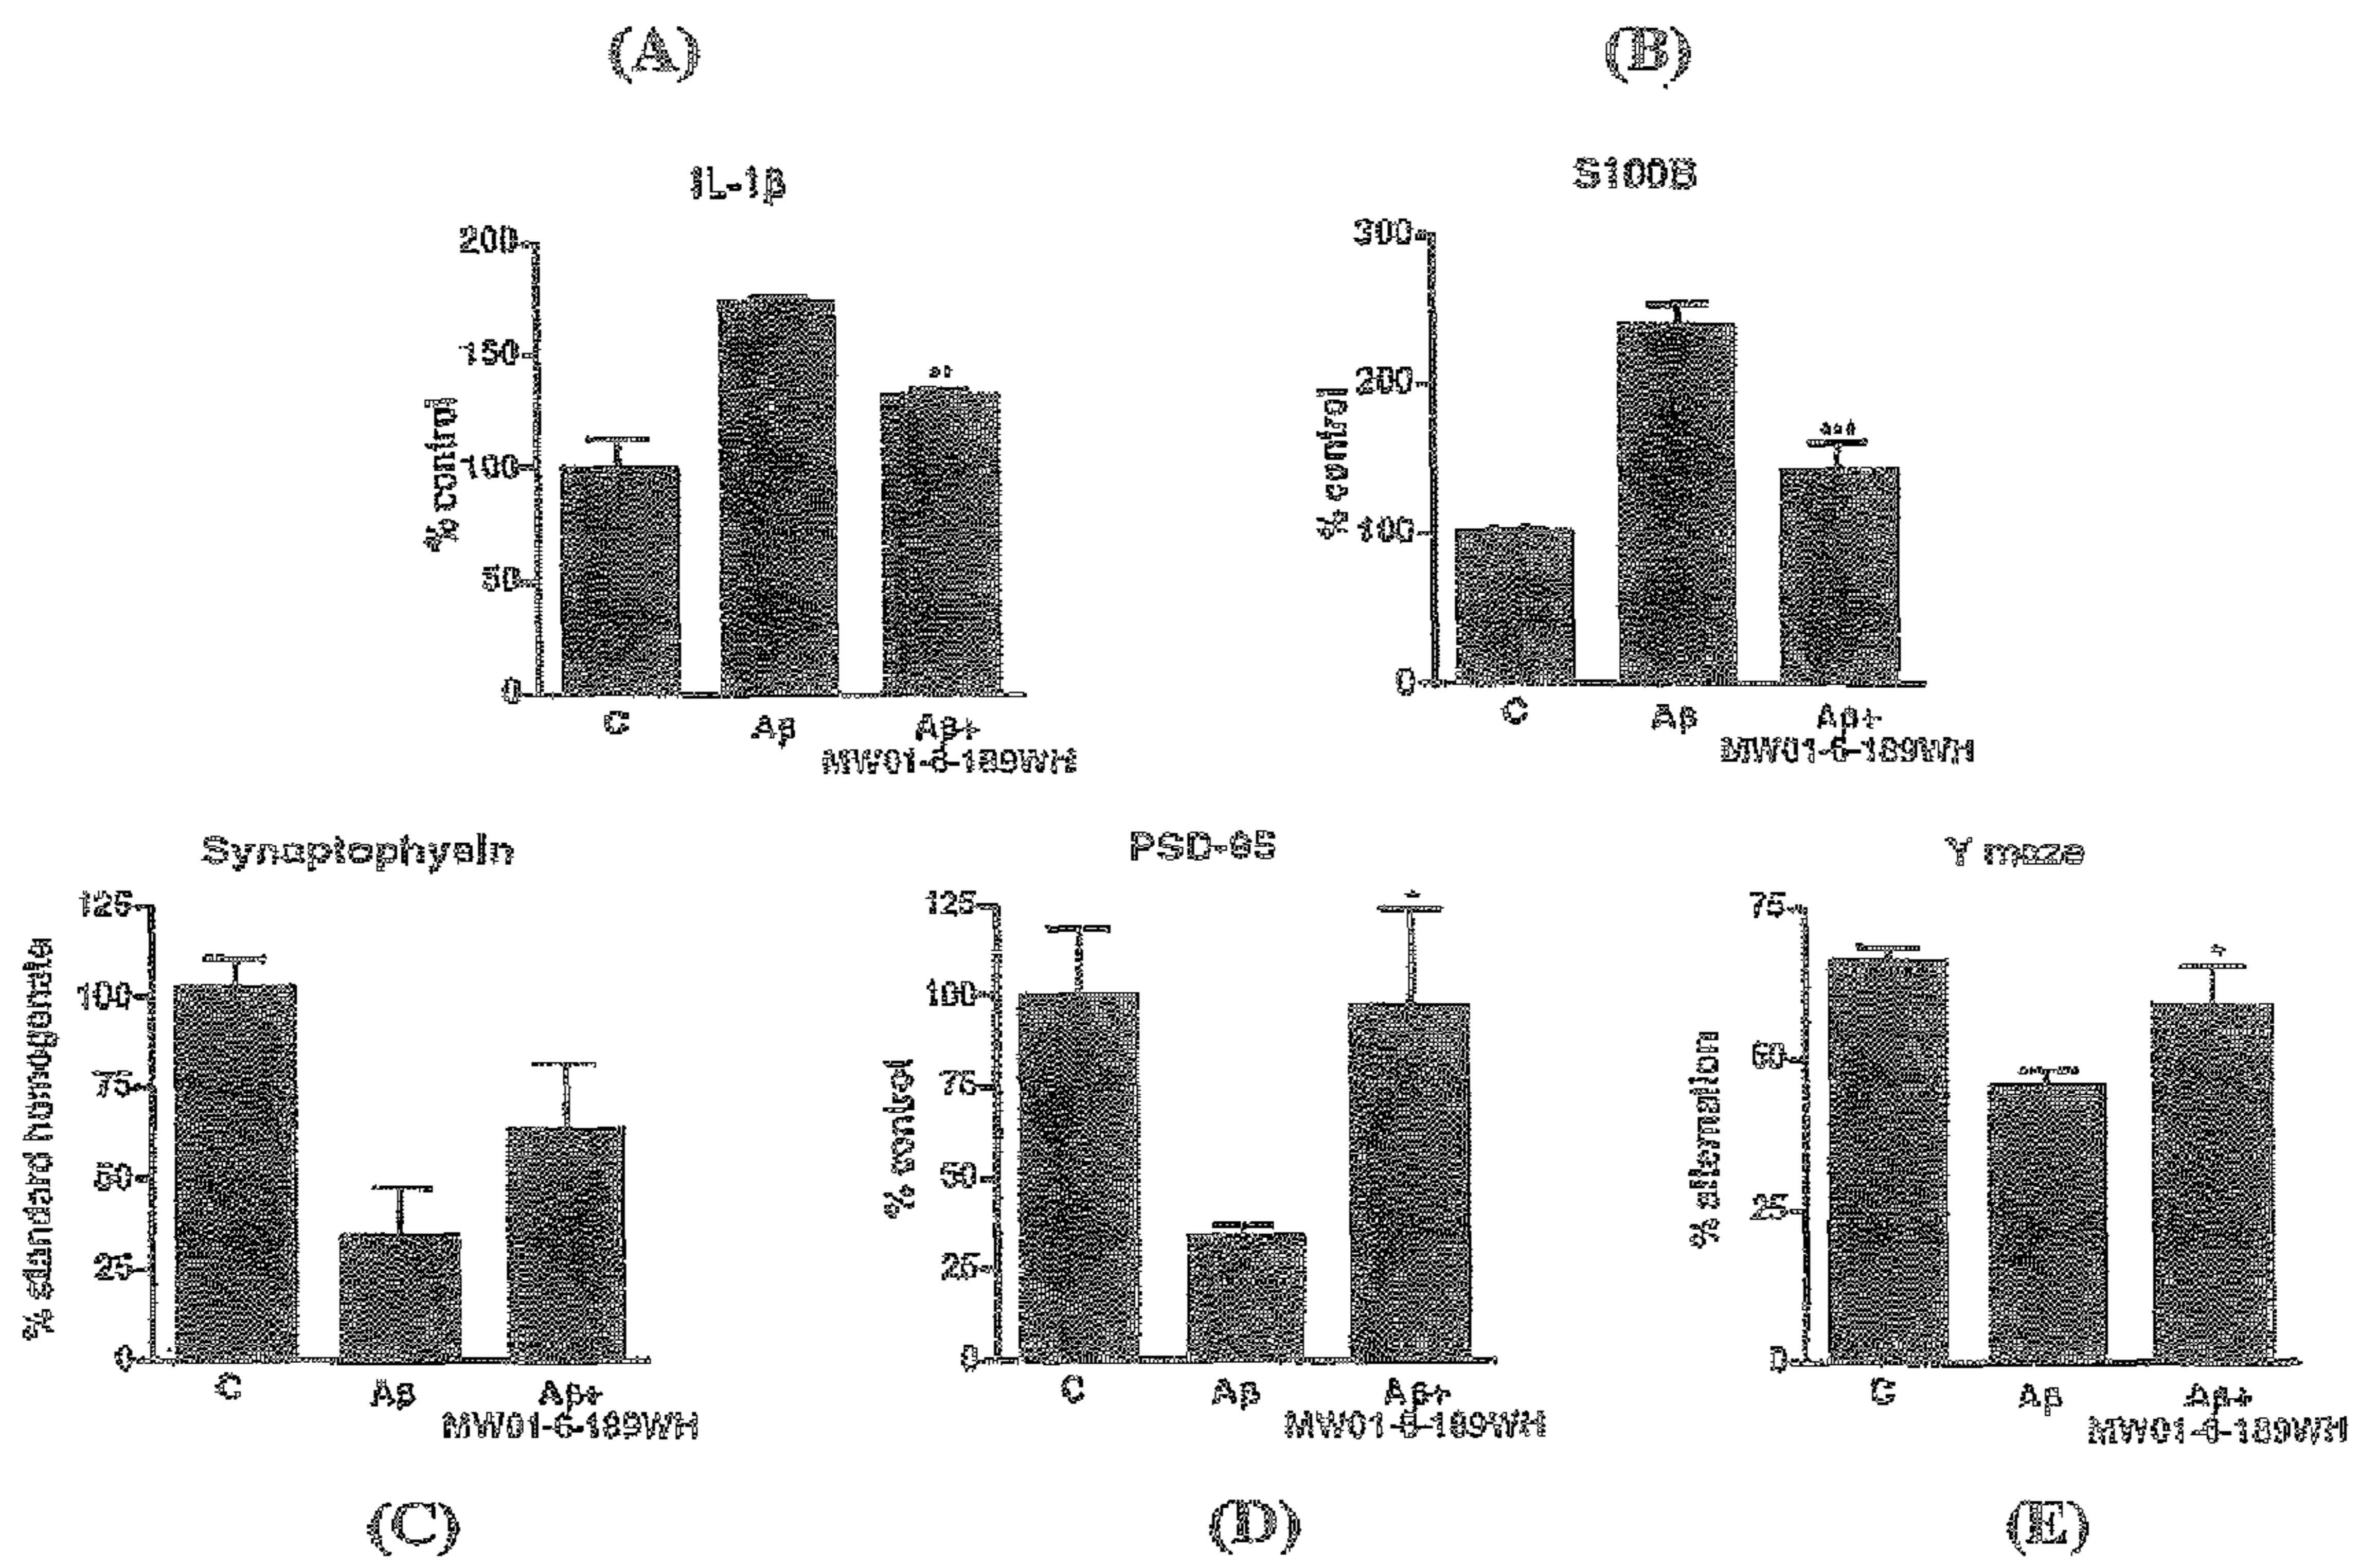 (A)
(B)
IL-1β
S100B
200
150
100
50
0
% control
C
Aβ
Aβ+
MW01-6-189WH
300
200
100
0
% control
C
Aβ
Aβ+
MW01-6-189WH
Synaptophysin
PSD-95
Y maze
125
100
75
50
25
0
% standard homogenate
C
Aβ
Aβ+
MW01-6-189WH
125
100
75
50
25
0
% control
C
Aβ
Aβ+
MW01-6-189WH
75
50
25
0
% alternation
C
Aβ
Aβ+
MW01-6-189WH
(C)
(D)
(E)